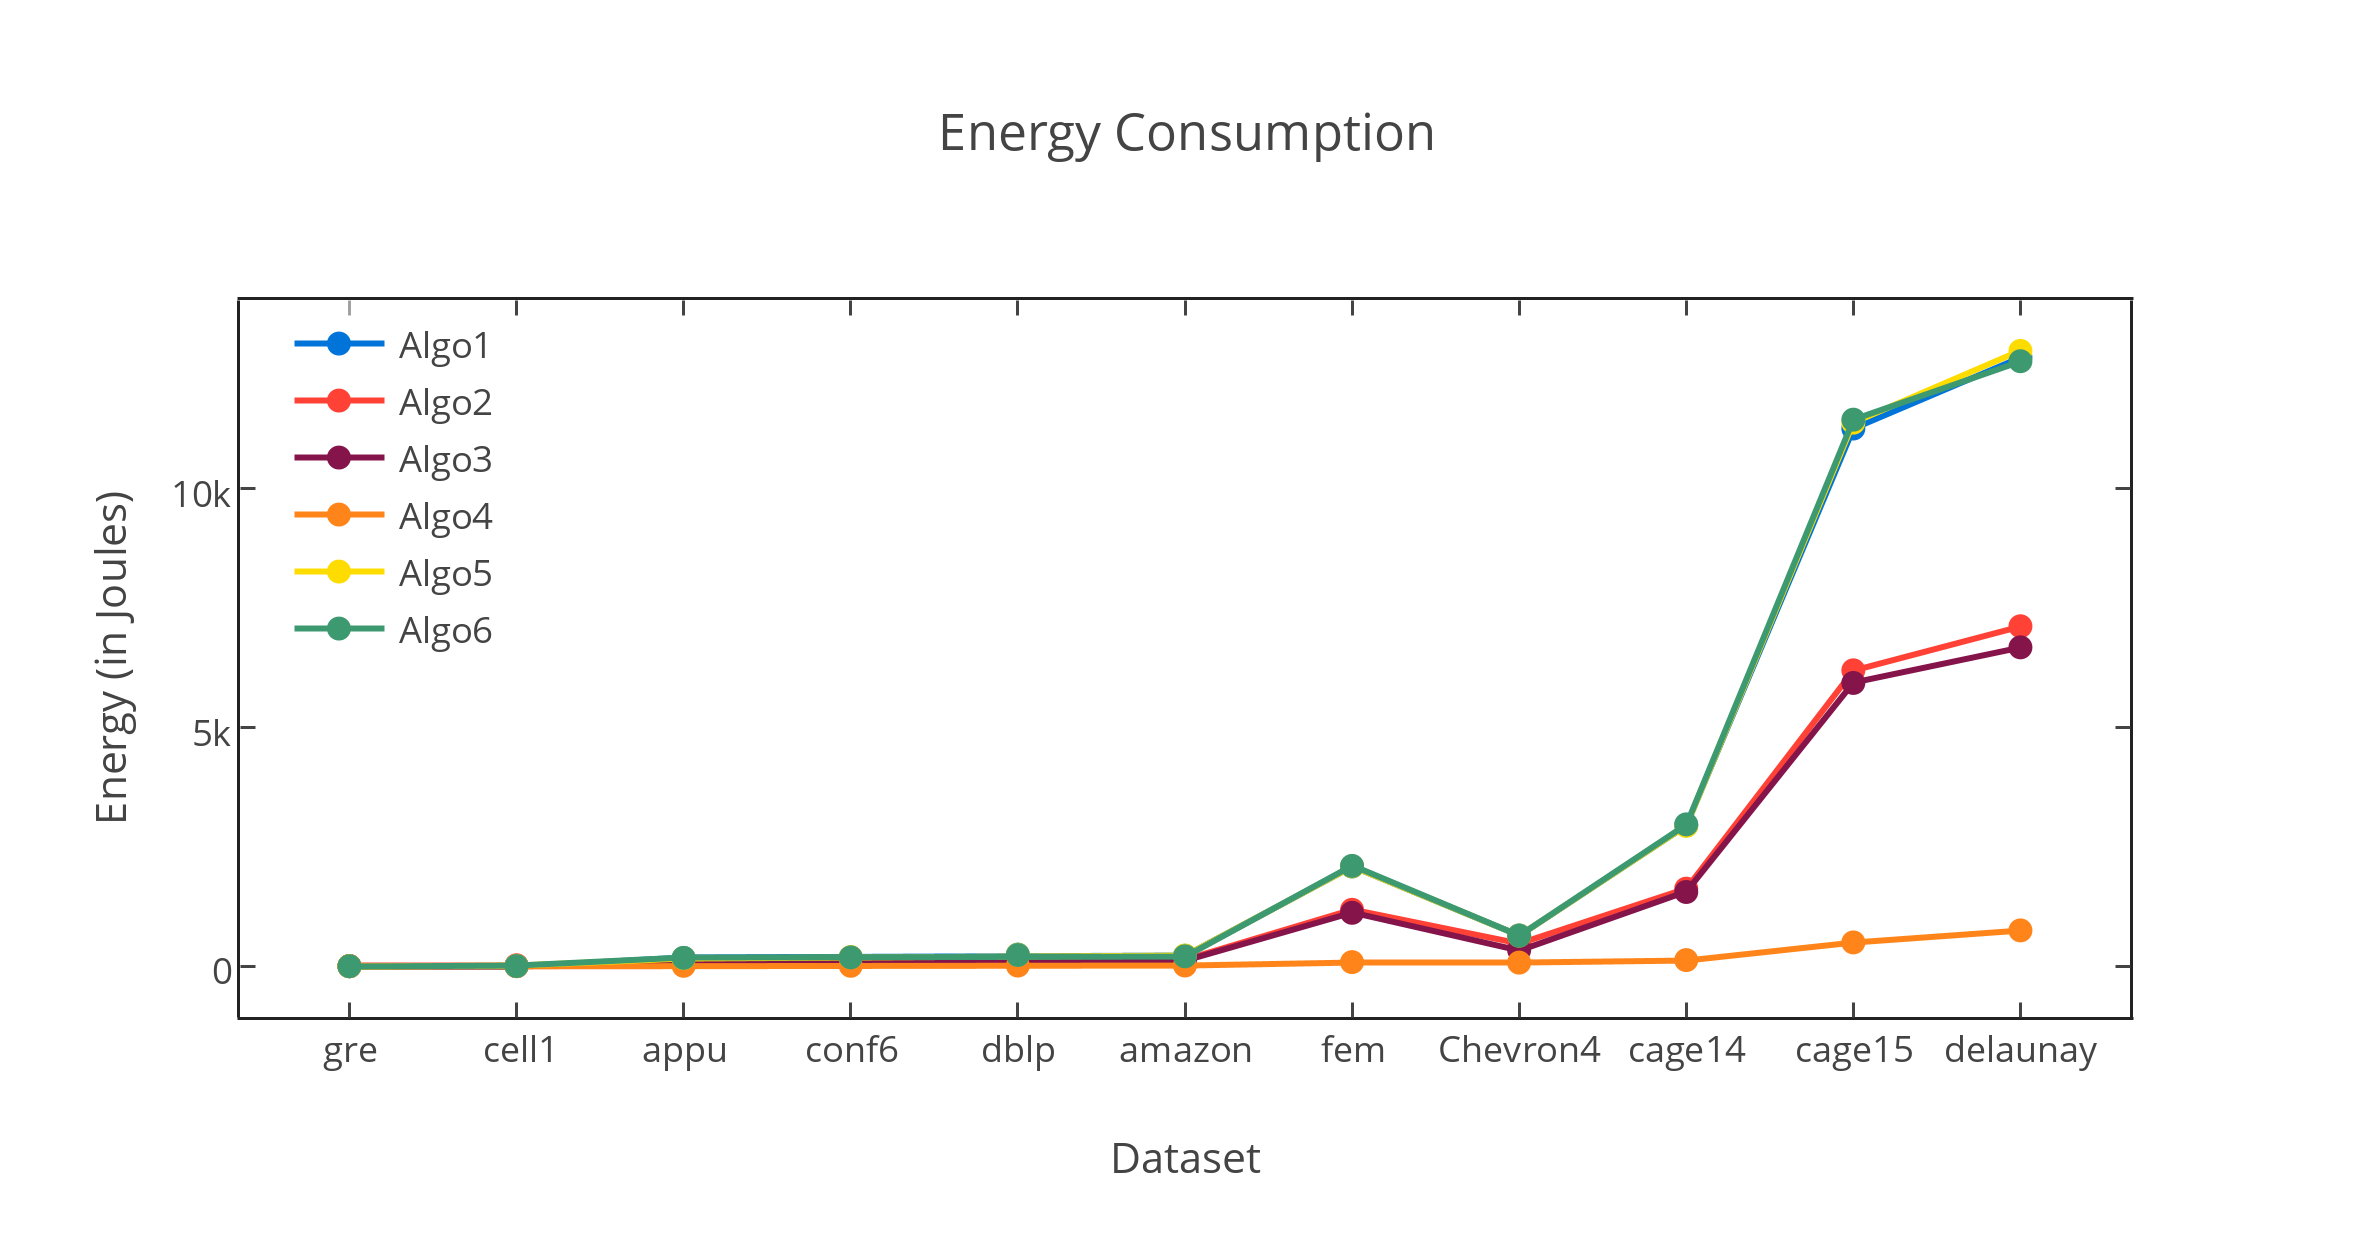 Energy Consumption
Algo1
Algo2
Algo3
Algo4
Algo5
Algo6
10k
5k
0
Energy (in Joules)
gre cell1 appu conf6 dblp amazon fem Chevron4 cage14 cage15 delaunay
Dataset